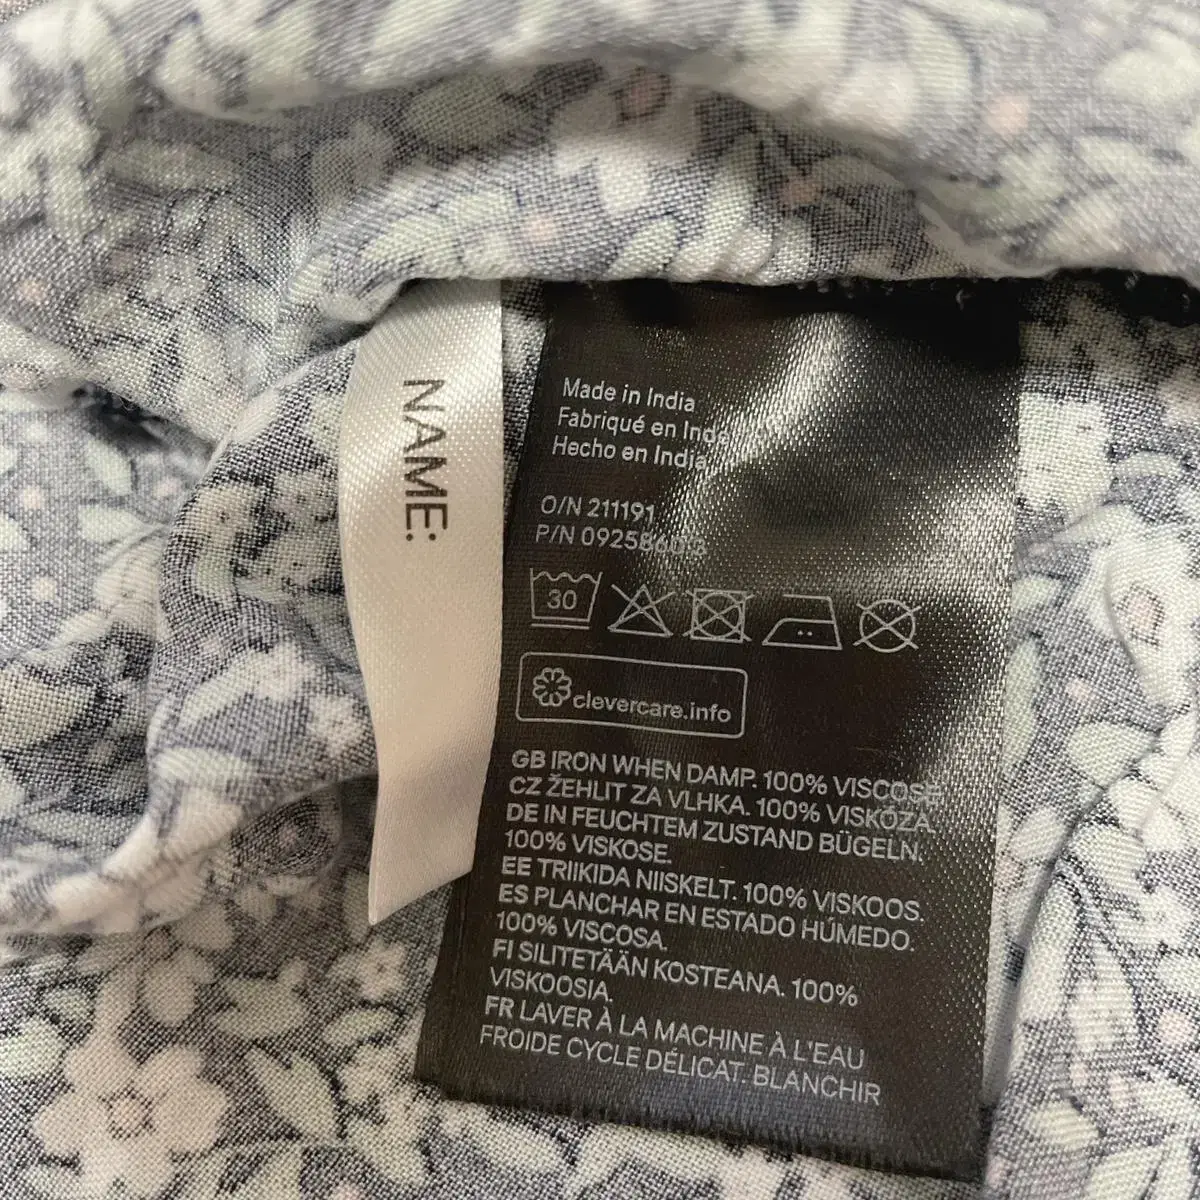 NAME:
Made in India
Fabriqué en Inde
Hecho en India
O/N 211191
P/N
30
clevercare.info
GB IRON WHEN DAMP. 100% VISCOSE.
CZ ŽEHLIT ZA VLHKA. 100% VISKÓZA.
DE IN FEUCHTEM ZUSTAND BÜGELN.
100% VISKOSE.
EE TRIIKIDA NIISKELT. 100% VISKOOS.
ES PLANCHAR EN ESTADO HÚMEDO.
100% VISCOSA.
FI SILITETÄÄN KOSTEANA. 100%
VISKOOSIA.
FR LAVER À LA MACHINE À L'EAU
FROIDE CYCLE DÉLICAT. BLANCHIR